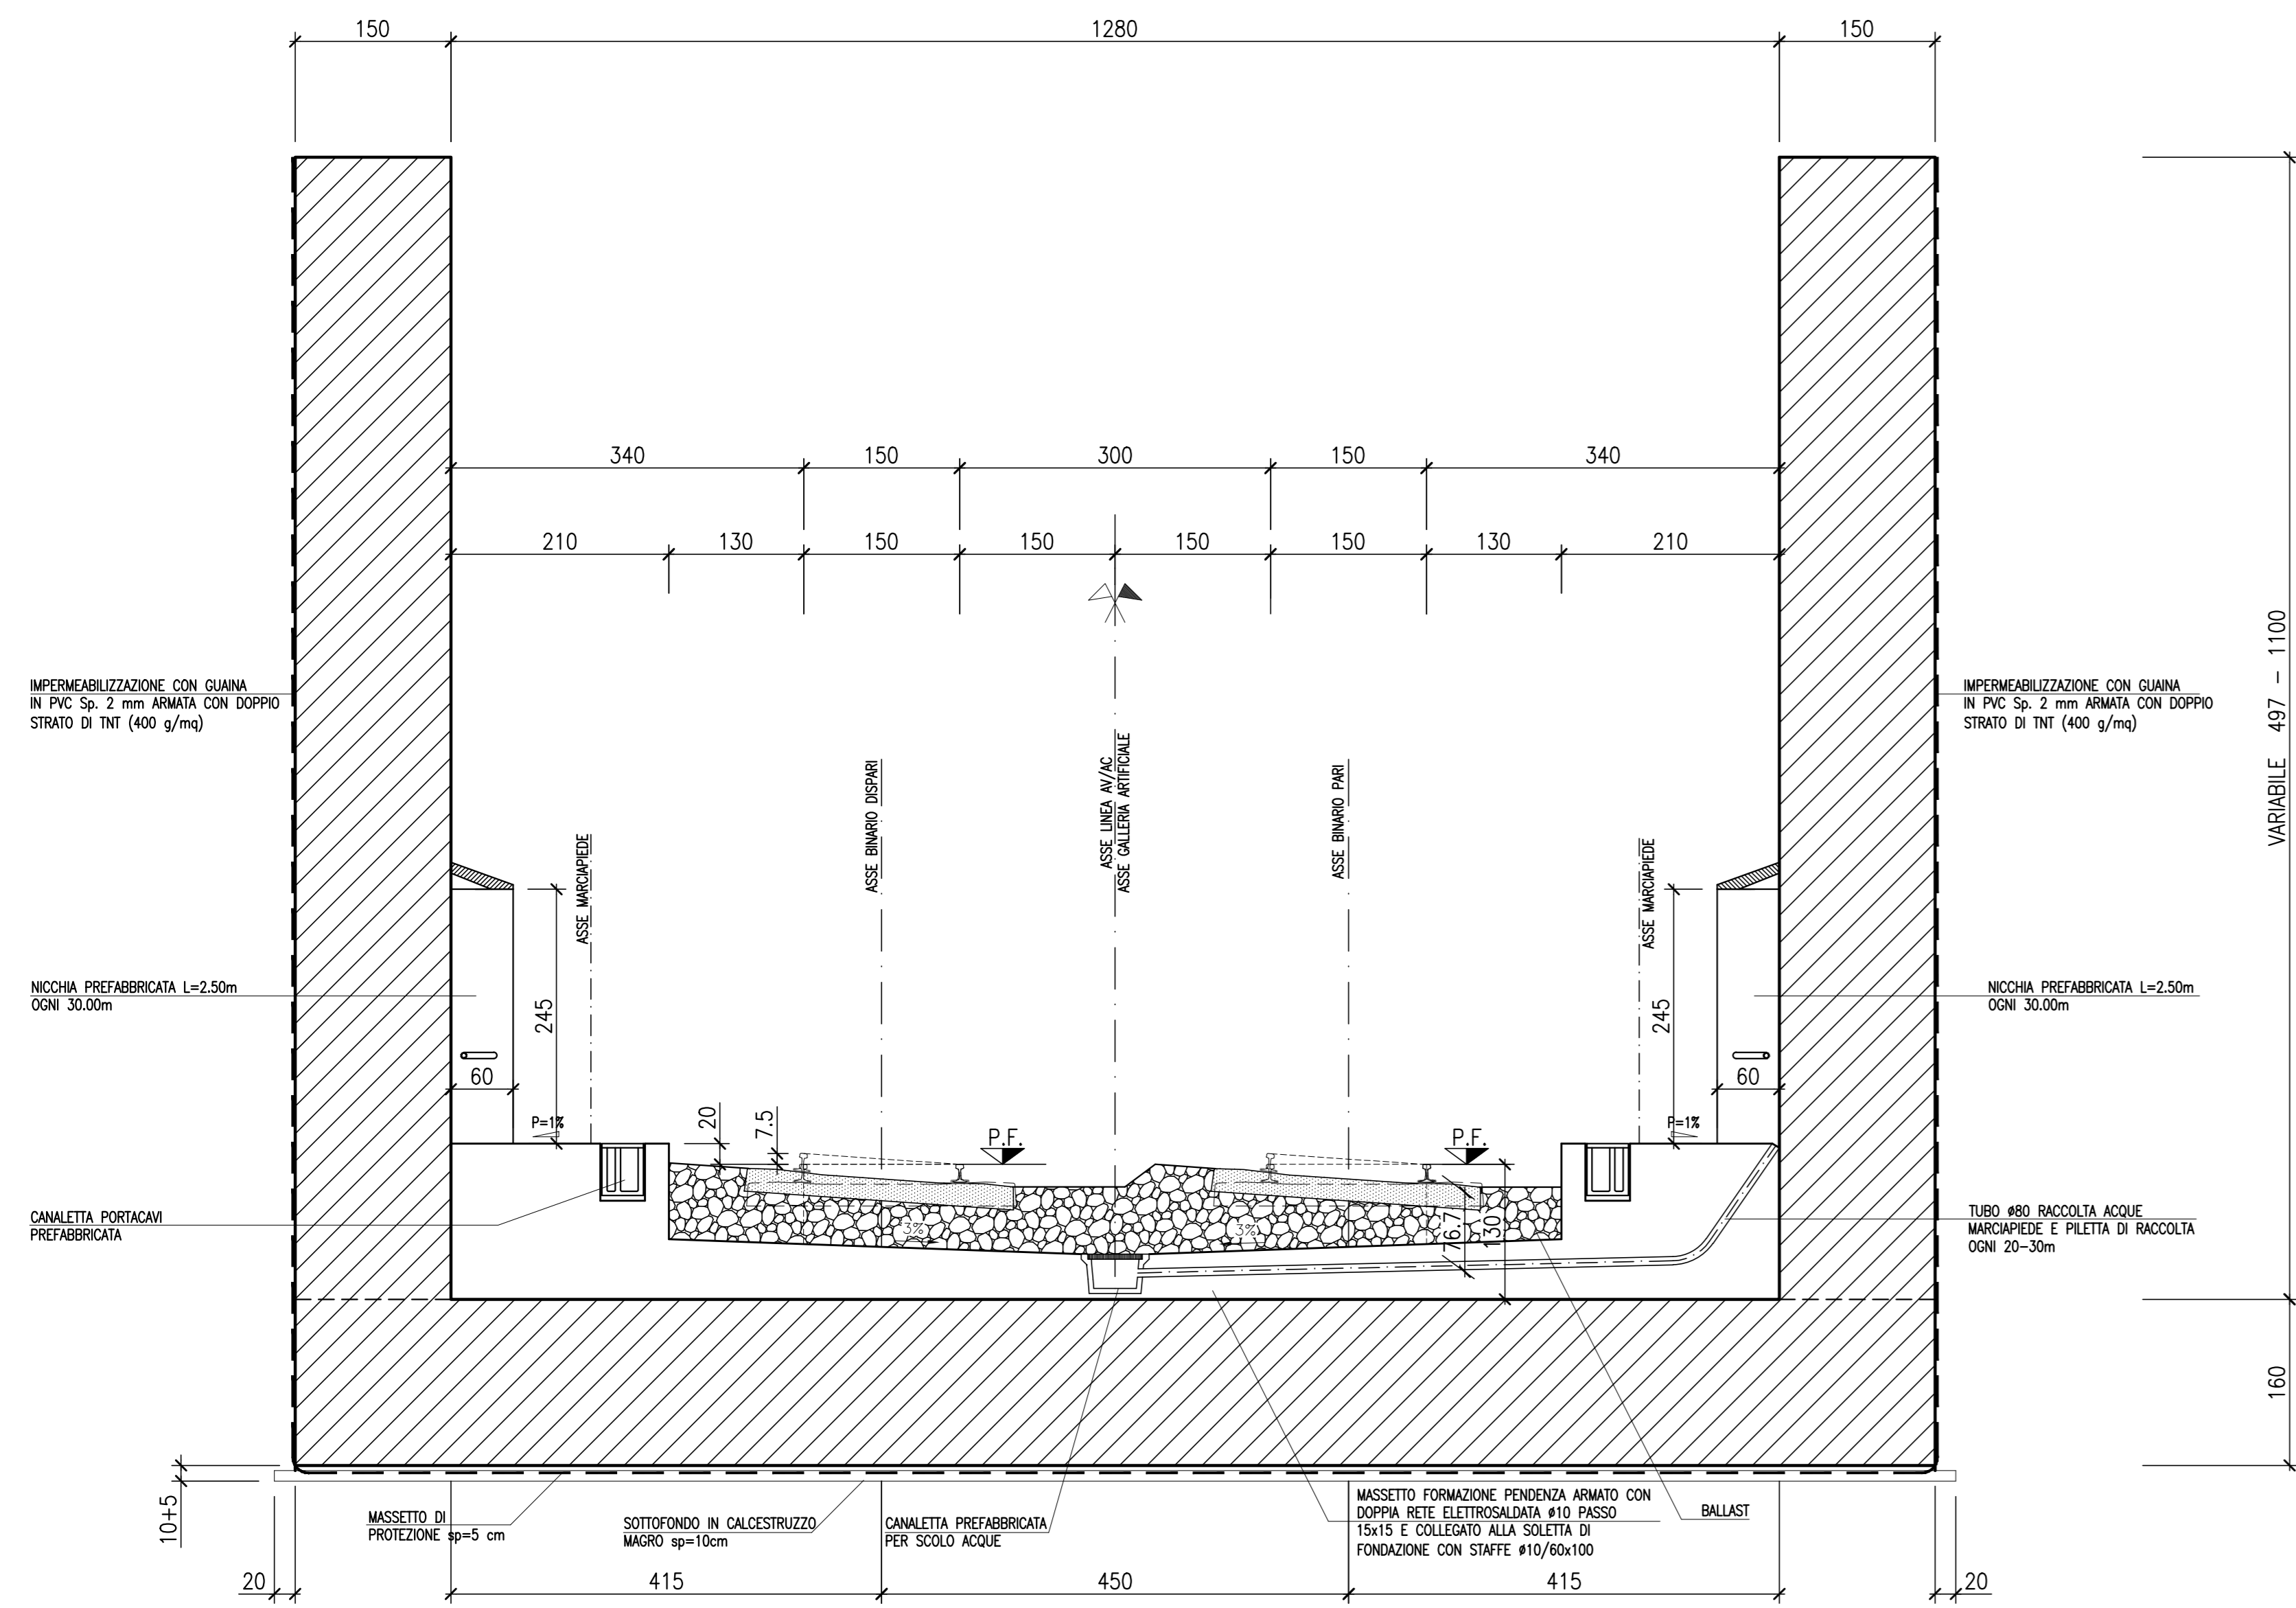 150
1280
150
340
150
300
150
340
210
130
150
150
150
150
130
210
VARIABILE 497 - 1100
IMPERMEABILIZZAZIONE CON GUAINA
IN PVC Sp. 2 mm ARMATA CON DOPPIO
STRATO DI TNT (400 g/mq)
IMPERMEABILIZZAZIONE CON GUAINA
IN PVC Sp. 2 mm ARMATA CON DOPPIO
STRATO DI TNT (400 g/mq)
ASSE MARCIAPIEDE
ASSE BINARIO DISPARI
ASSE LINEA AV/AC
ASSE GALLERIA ARTIFICIALE
ASSE BINARIO PARI
ASSE MARCIAPIEDE
NICCHIA PREFABBRICATA L=2.50m
OGNI 30.00m
245
245
NICCHIA PREFABBRICATA L=2.50m
OGNI 30.00m
60
60
P=1%
20
7.5
P.F.
P.F.
P=1%
CANALETTA PORTACAVI
PREFABBRICATA
3%
3%
76.7
130
TUBO ø80 RACCOLTA ACQUE
MARCIAPIEDE E PILETTA DI RACCOLTA
OGNI 20-30m
160
10+5
MASSETTO DI
PROTEZIONE sp=5 cm
SOTTOFONDO IN CALCESTRUZZO
MAGRO sp=10cm
CANALETTA PREFABBRICATA
PER SCOLO ACQUE
MASSETTO FORMAZIONE PENDENZA ARMATO CON
DOPPIA RETE ELETTROSALDATA ø10 PASSO
15x15 E COLLEGATO ALLA SOLETTA DI
FONDAZIONE CON STAFFE ø10/60x100
BALLAST
20
415
450
415
20